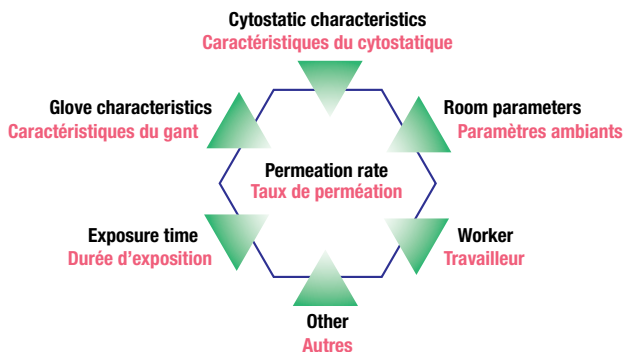 Cytostatic characteristics
Caractéristiques du cytostatique
Glove characteristics
Caractéristiques du gant
Room parameters
Paramètres ambiants
Permeation rate
Taux de perméation
Exposure time
Durée d'exposition
Worker
Travailleur
Other
Autres